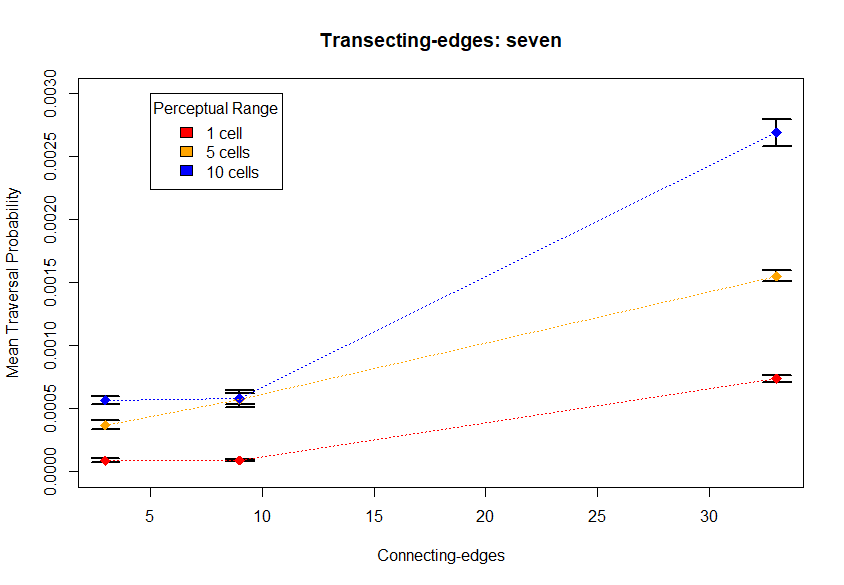 Transecting-edges: seven
Mean Traversal Probability
0.0030
0.0025
0.0020
0.0015
0.0010
0.0005
0.0000
Perceptual Range
1 cell
5 cells
10 cells
5 10 15 20 25 30
Connecting-edges